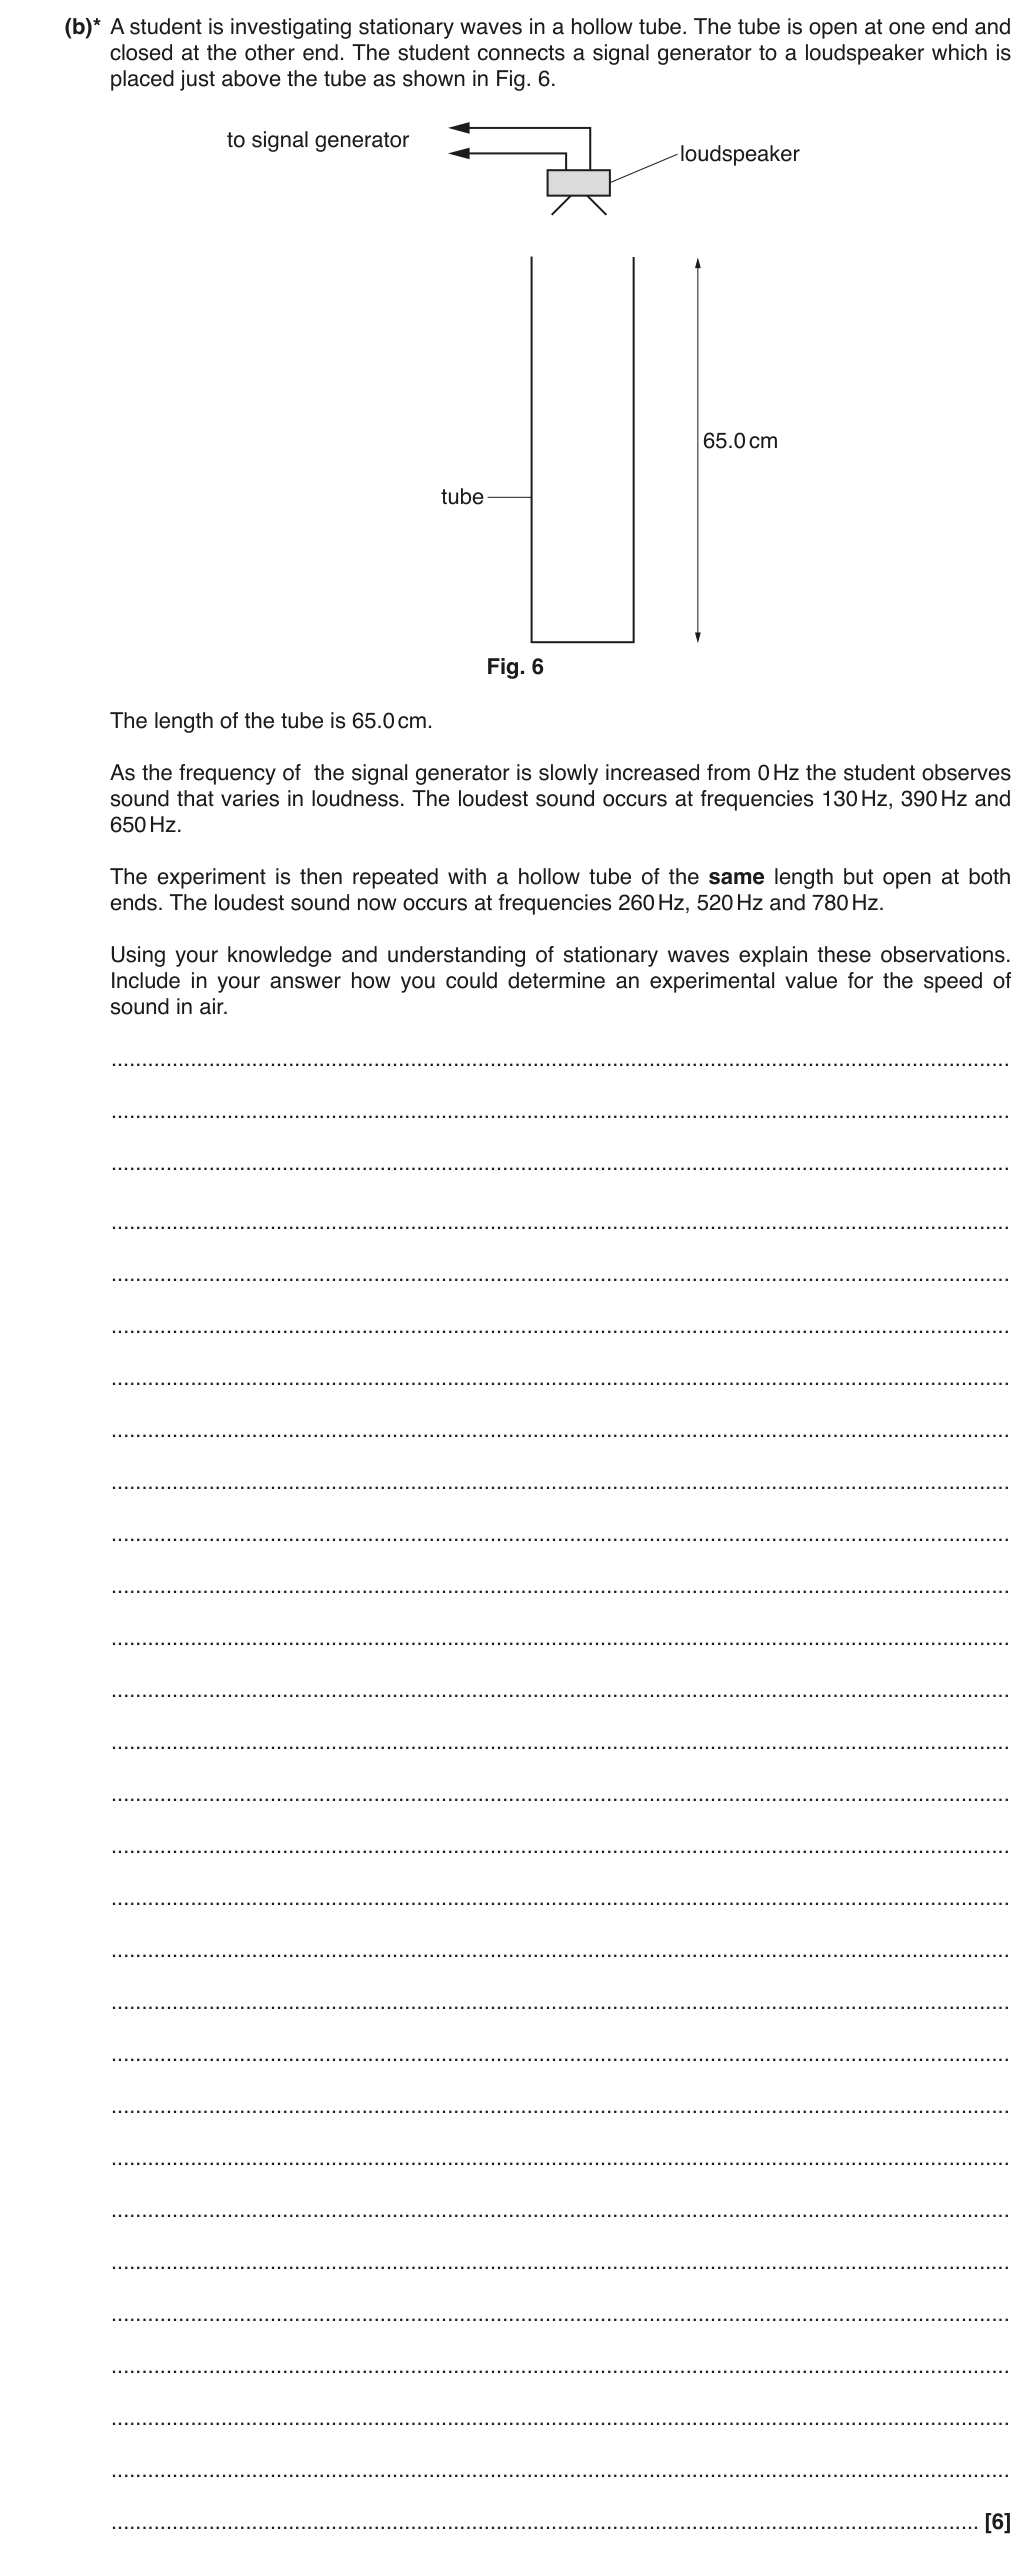 (b)* A student is investigating stationary waves in a hollow tube. The tube is open at one end and
closed at the other end. The student connects a signal generator to a loudspeaker which is
placed just above the tube as shown in Fig. 6.
to signal generator
loudspeaker
65.0 cm
tube
Fig. 6
The length of the tube is 65.0 cm.
As the frequency of the signal generator is slowly increased from 0 Hz the student observes
sound that varies in loudness. The loudest sound occurs at frequencies 130 Hz, 390 Hz and
650 Hz.
The experiment is then repeated with a hollow tube of the same length but open at both
ends. The loudest sound now occurs at frequencies 260 Hz, 520 Hz and 780 Hz.
Using your knowledge and understanding of stationary waves explain these observations.
Include in your answer how you could determine an experimental value for the speed of
sound in air.
[6]